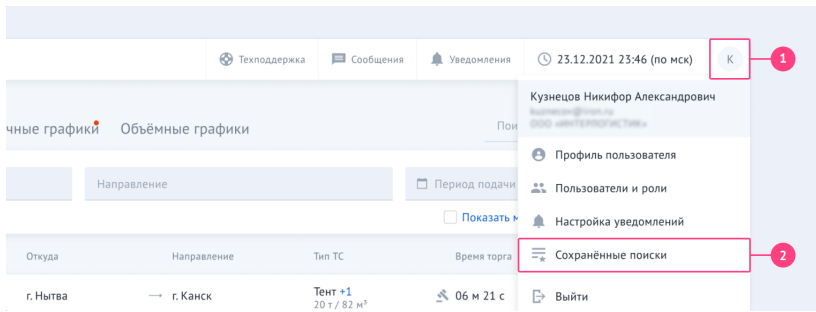 Техподдержка Сообщения Уведомления 23.12.2021 23:46 (по мск) К 1
Кузнецов Никифор Александрович
чные графики Объёмные графики Пои
Профиль пользователя
Направление Период подачи
Пользователи и роли
Показать м Настройка уведомлений
Откуда Направление Тип ТС Время торга Сохранённые поиски 2
г. Нытва → г. Канск Тент +1 06 м 21 с Выйти
20 т / 82 м³